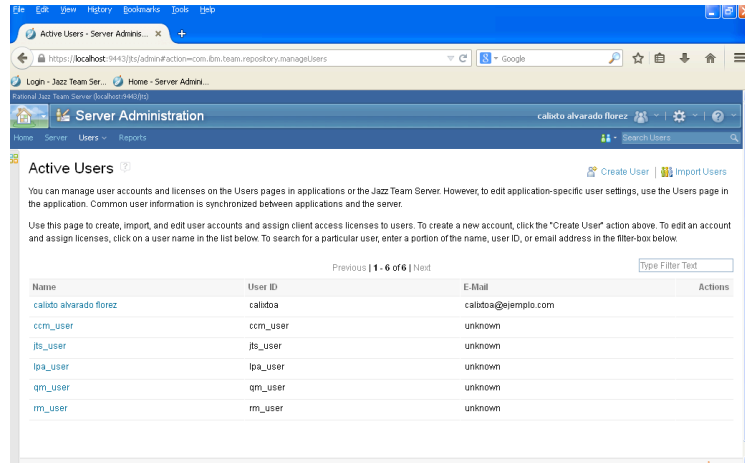 File Edit View History Bookmarks Tools Help
Active Users - Server Adminis... × +
https://localhost:9443/jts/admin#action=com.ibm.team.repository.manageUsers Google
Login - Jazz Team Ser... Home - Server Admini...
Rational Jazz Team Server (localhost:9443/jts)
Server Administration calixto alvarado florez
Home Server Users Reports Search Users
Active Users Create User | Import Users
You can manage user accounts and licenses on the Users pages in applications or the Jazz Team Server. However, to edit application-specific user settings, use the Users page in
the application. Common user information is synchronized between applications and the server.
Use this page to create, import, and edit user accounts and assign client access licenses to users. To create a new account, click the "Create User" action above. To edit an account
and assign licenses, click on a user name in the list below. To search for a particular user, enter a portion of the name, user ID, or email address in the filter-box below.
Previous | 1 - 6 of 6 | Next Type Filter Text
Name User ID E-Mail Actions
calixto alvarado florez calixtoa calixtoa@ejemplo.com
ccm_user ccm_user unknown
jts_user jts_user unknown
lpa_user lpa_user unknown
qm_user qm_user unknown
rm_user rm_user unknown